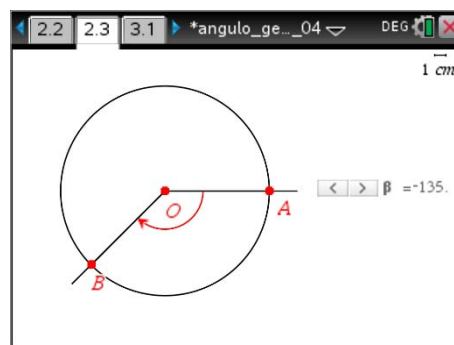 2.2 2.3 3.1 *angulo_ge..._04 DEG
1 cm
β =-135.
O
A
B